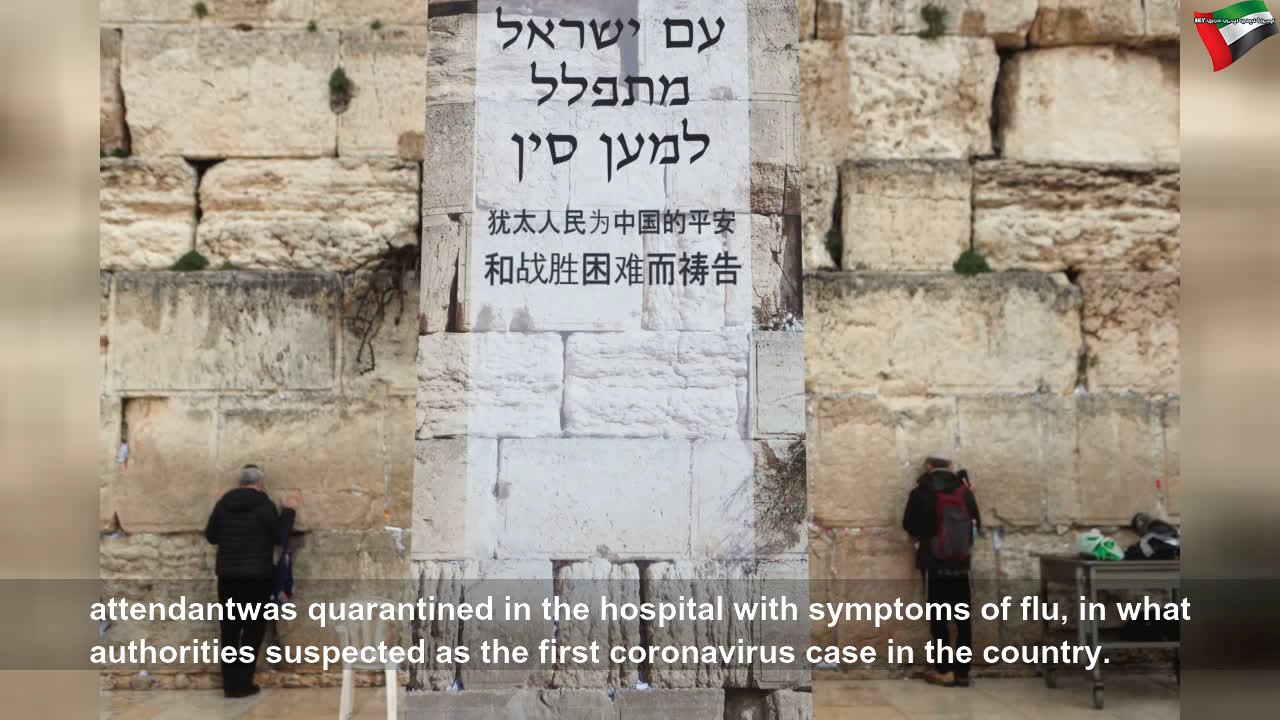 עם ישראל
מתפלל
למען סין
犹太人民为中国的平安
和战胜困难而祷告
attendantwas quarantined in the hospital with symptoms of flu, in what
authorities suspected as the first coronavirus case in the country.